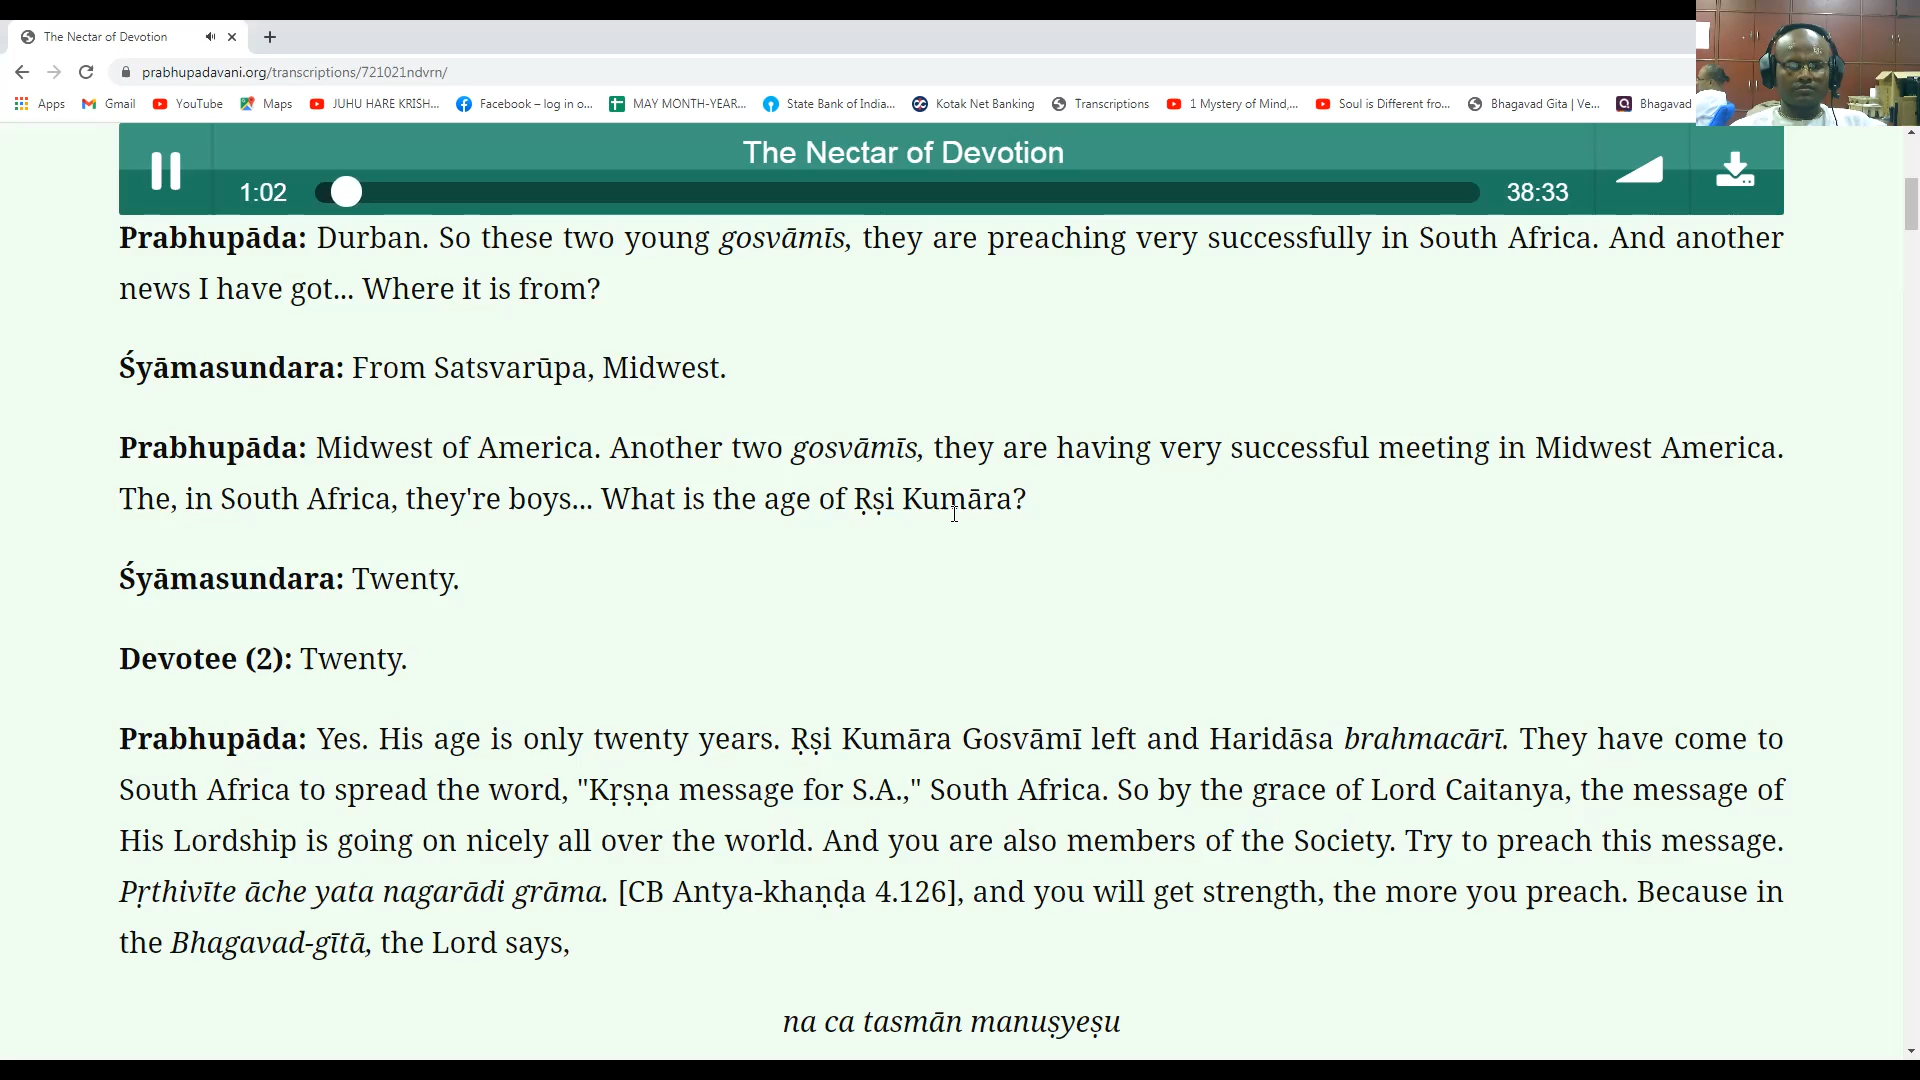 The Nectar of Devotion
prabhupadavani.org/transcriptions/721021ndvrn/
Apps Gmail YouTube Maps JUHU HARE KRISH... Facebook – log in o... MAY MONTH-YEAR... State Bank of India... Kotak Net Banking Transcriptions 1 Mystery of Mind,... Soul is Different fro... Bhagavad Gita | Ve... Bhagavad
The Nectar of Devotion
1:02 38:33
Prabhupāda: Durban. So these two young gosvāmīs, they are preaching very successfully in South Africa. And another
news I have got... Where it is from?
Śyāmasundara: From Satsvarūpa, Midwest.
Prabhupāda: Midwest of America. Another two gosvāmīs, they are having very successful meeting in Midwest America.
The, in South Africa, they're boys... What is the age of Ṛṣi Kumāra?
Śyāmasundara: Twenty.
Devotee (2): Twenty.
Prabhupāda: Yes. His age is only twenty years. Ṛṣi Kumāra Gosvāmī left and Haridāsa brahmacārī. They have come to
South Africa to spread the word, "Kṛṣṇa message for S.A.," South Africa. So by the grace of Lord Caitanya, the message of
His Lordship is going on nicely all over the world. And you are also members of the Society. Try to preach this message.
Pṛthivīte āche yata nagarādi grāma. [CB Antya-khaṇḍa 4.126], and you will get strength, the more you preach. Because in
the Bhagavad-gītā, the Lord says,
na ca tasmān manuṣyeṣu